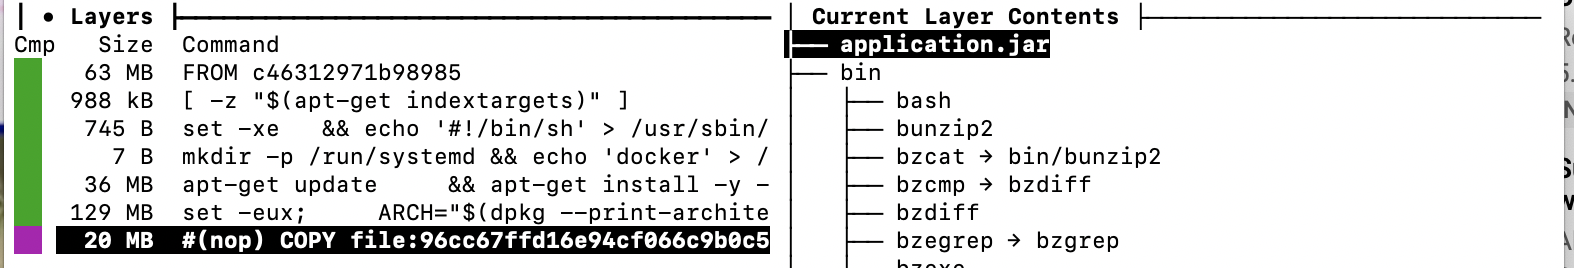 ● Layers
Cmp Size Command
63 MB FROM c46312971b98985
988 kB [ -z "$(apt-get indextargets)" ]
745 B set -xe && echo '#!/bin/sh' > /usr/sbin/
7 B mkdir -p /run/systemd && echo 'docker' > /
36 MB apt-get update && apt-get install -y -
129 MB set -eux; ARCH="$(dpkg --print-archite
20 MB #(nop) COPY file:96cc67ffd16e94cf066c9b0c5
Current Layer Contents
├── application.jar
├── bin
│   ├── bash
│   ├── bunzip2
│   ├── bzcat → bin/bunzip2
│   ├── bzcmp → bzdiff
│   ├── bzdiff
│   ├── bzegrep → bzgrep